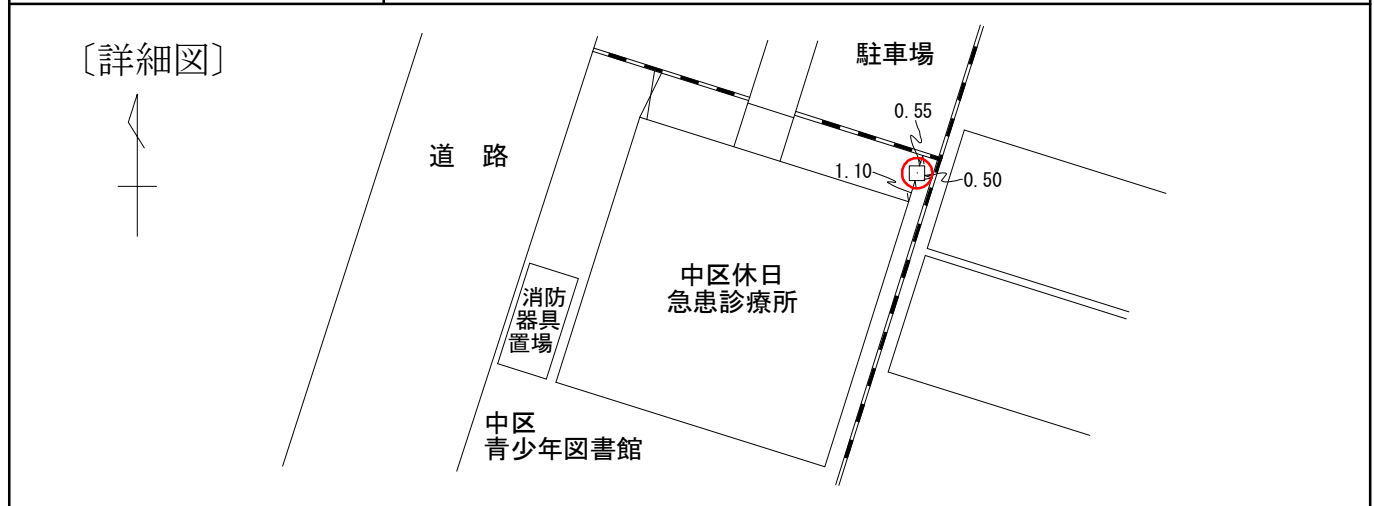 〔詳細図〕
駐車場
0.55
道 路
1.10
0.50
中区休日
急患診療所
消防
器具
置場
中区
青少年図書館